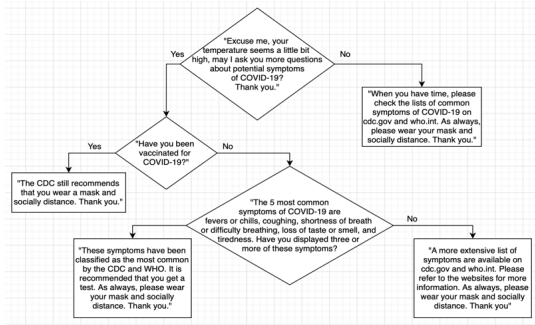 "Excuse me, your
temperature seems a little bit
high, may I ask you more questions
about potential symptoms
of COVID-19?
Thank you."
Yes
No
"When you have time, please
check the lists of common
symptoms of COVID-19 on
cdc.gov and who.int. As always,
please wear your mask and
socially distance. Thank you."
"Have you been
vaccinated for
COVID-19?"
Yes
No
"The CDC still recommends
that you wear a mask and
socially distance. Thank you."
"The 5 most common
symptoms of COVID-19 are
fevers or chills, coughing, shortness of breath
or difficulty breathing, loss of taste or smell, and
tiredness. Have you displayed three or
more of these symptoms?
Yes
No
"These symptoms have been
classified as the most common
by the CDC and WHO. It is
recommended that you get a
test. As always, please wear
your mask and socially
distance. Thank you."
"A more extensive list of
symptoms are available on
cdc.gov and who.int. Please
refer to the websites for more
information. As always, please
wear your mask and socially
distance. Thank you"